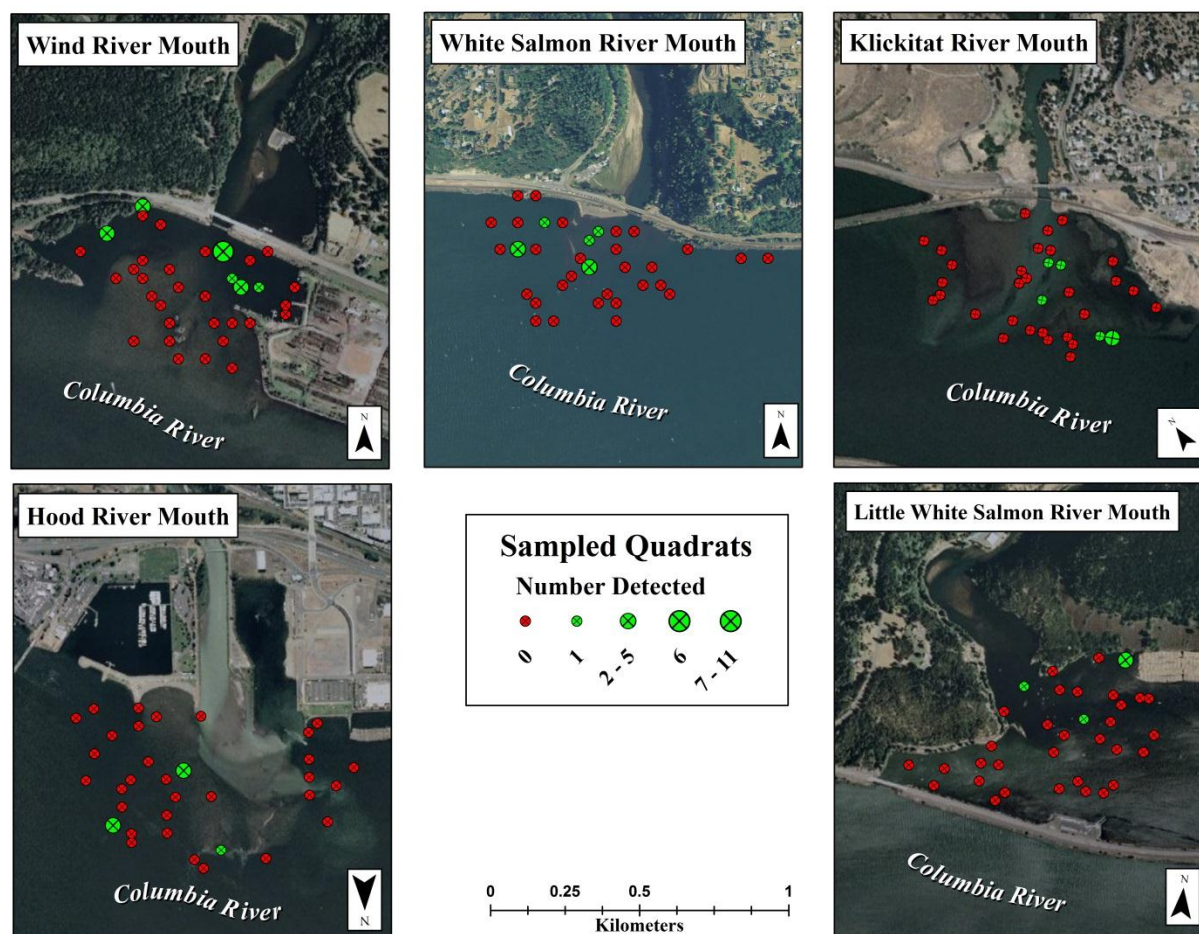 Wind River Mouth
Columbia River
N
White Salmon River Mouth
Columbia River
N
Klickitat River Mouth
Columbia River
N
Hood River Mouth
Columbia River
N
Sampled Quadrats
Number Detected
0
1
2 - 5
6
7 - 11
0 0.25 0.5 1
Kilometers
Little White Salmon River Mouth
Columbia River
N